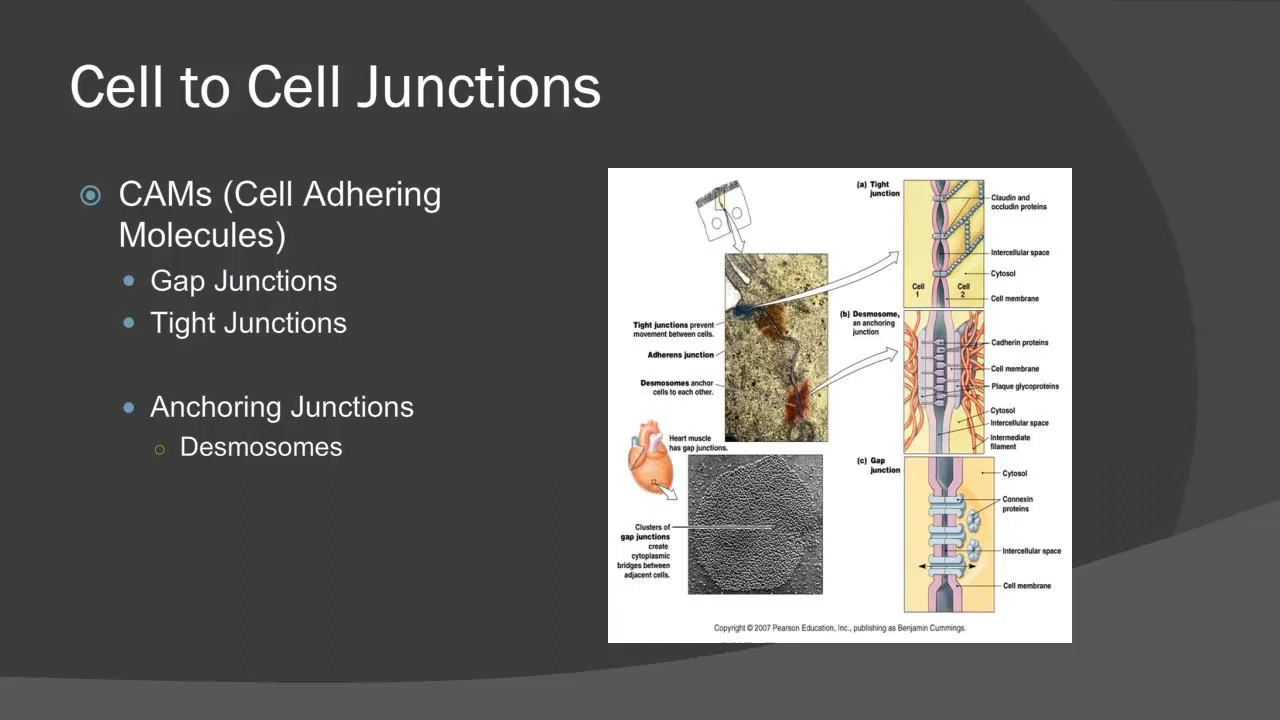 Cell to Cell Junctions
CAMs (Cell Adhering
Molecules)
Gap Junctions
Tight Junctions
Anchoring Junctions
Desmosomes
(a) Tight
junction
Claudin and
occludin proteins
Intercellular space
Cytosol
Cell
1
Cell
2
Cell membrane
Tight junctions prevent
movement between cells.
Adherens junction
Desmosomes anchor
cells to each other.
(b) Desmosome,
an anchoring
junction
Cadherin proteins
Cell membrane
Plaque glycoproteins
Cytosol
Intercellular space
Intermediate
filament
Heart muscle
has gap junctions.
Clusters of
gap junctions
create
cytoplasmic
bridges between
adjacent cells.
(c) Gap
junction
Cytosol
Connexin
proteins
Intercellular space
Cell membrane
Copyright © 2007 Pearson Education, Inc., publishing as Benjamin Cummings.